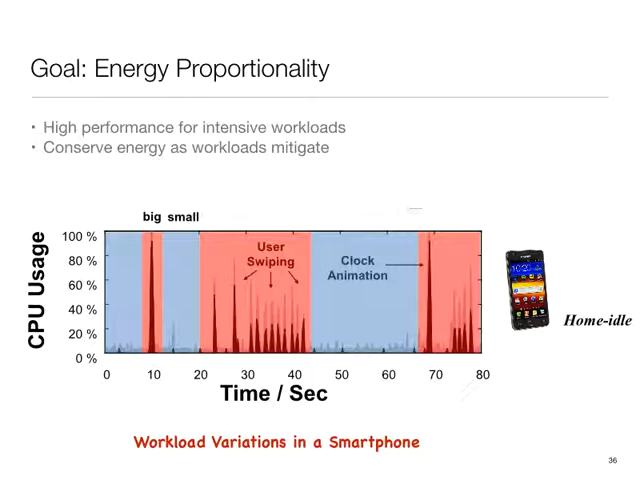 Goal: Energy Proportionality
• High performance for intensive workloads
• Conserve energy as workloads mitigate
big small
100 %
80 %
60 %
40 %
20 %
0 %
CPU Usage
User
Swiping
Clock
Animation
0 10 20 30 40 50 60 70 80
Time / Sec
10:20
Home-idle
Workload Variations in a Smartphone
36